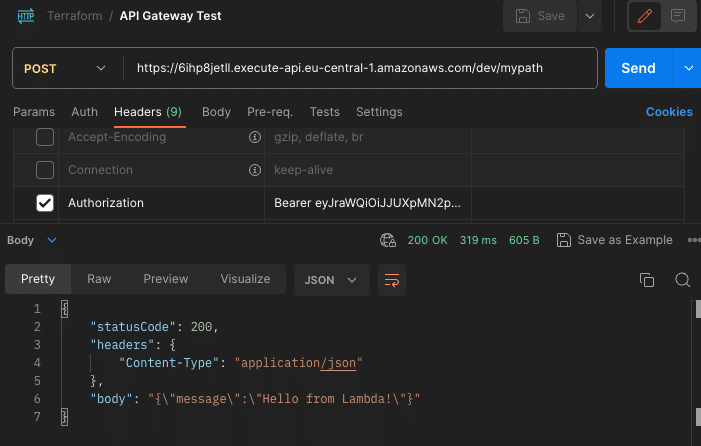 HTTP Terraform / API Gateway Test Save
POST https://6ihp8jetll.execute-api.eu-central-1.amazonaws.com/dev/mypath Send
Params Auth Headers (9) Body Pre-req. Tests Settings Cookies
Accept-Encoding gzip, deflate, br
Connection keep-alive
Authorization Bearer eyJraWQiOiJJUXpMN2p...
Body 200 OK 319 ms 605 B Save as Example
Pretty Raw Preview Visualize JSON
1 {
2 "statusCode": 200,
3 "headers": {
4 "Content-Type": "application/json"
5 },
6 "body": "{\"message\":\"Hello from Lambda!\"}"
7 }